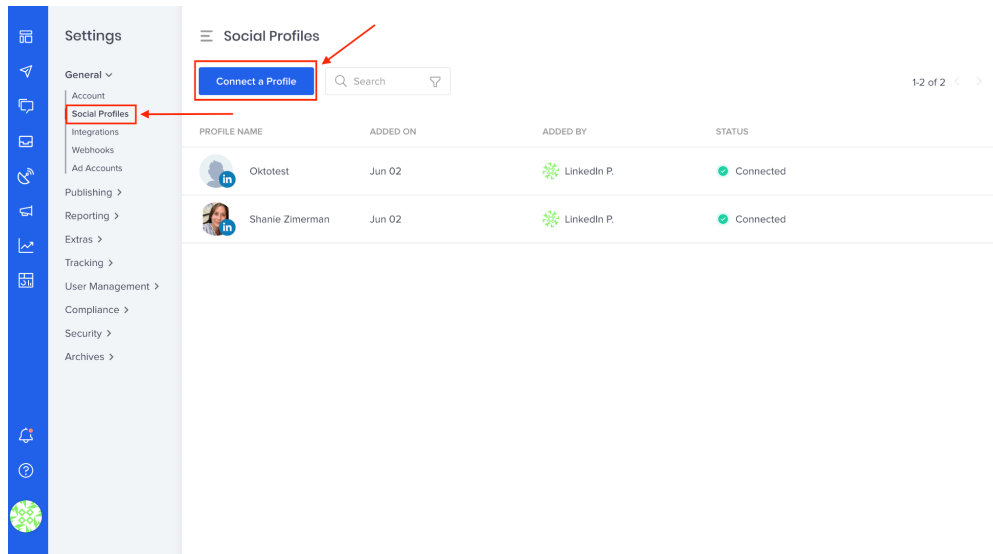 Settings
General
Account
Social Profiles
Integrations
Webhooks
Ad Accounts
Publishing
Reporting
Extras
Tracking
User Management
Compliance
Security
Archives
Social Profiles
Connect a Profile
Search
1-2 of 2
PROFILE NAME ADDED ON ADDED BY STATUS
in Oktotest Jun 02 LinkedIn P. Connected
in Shanie Zimerman Jun 02 LinkedIn P. Connected